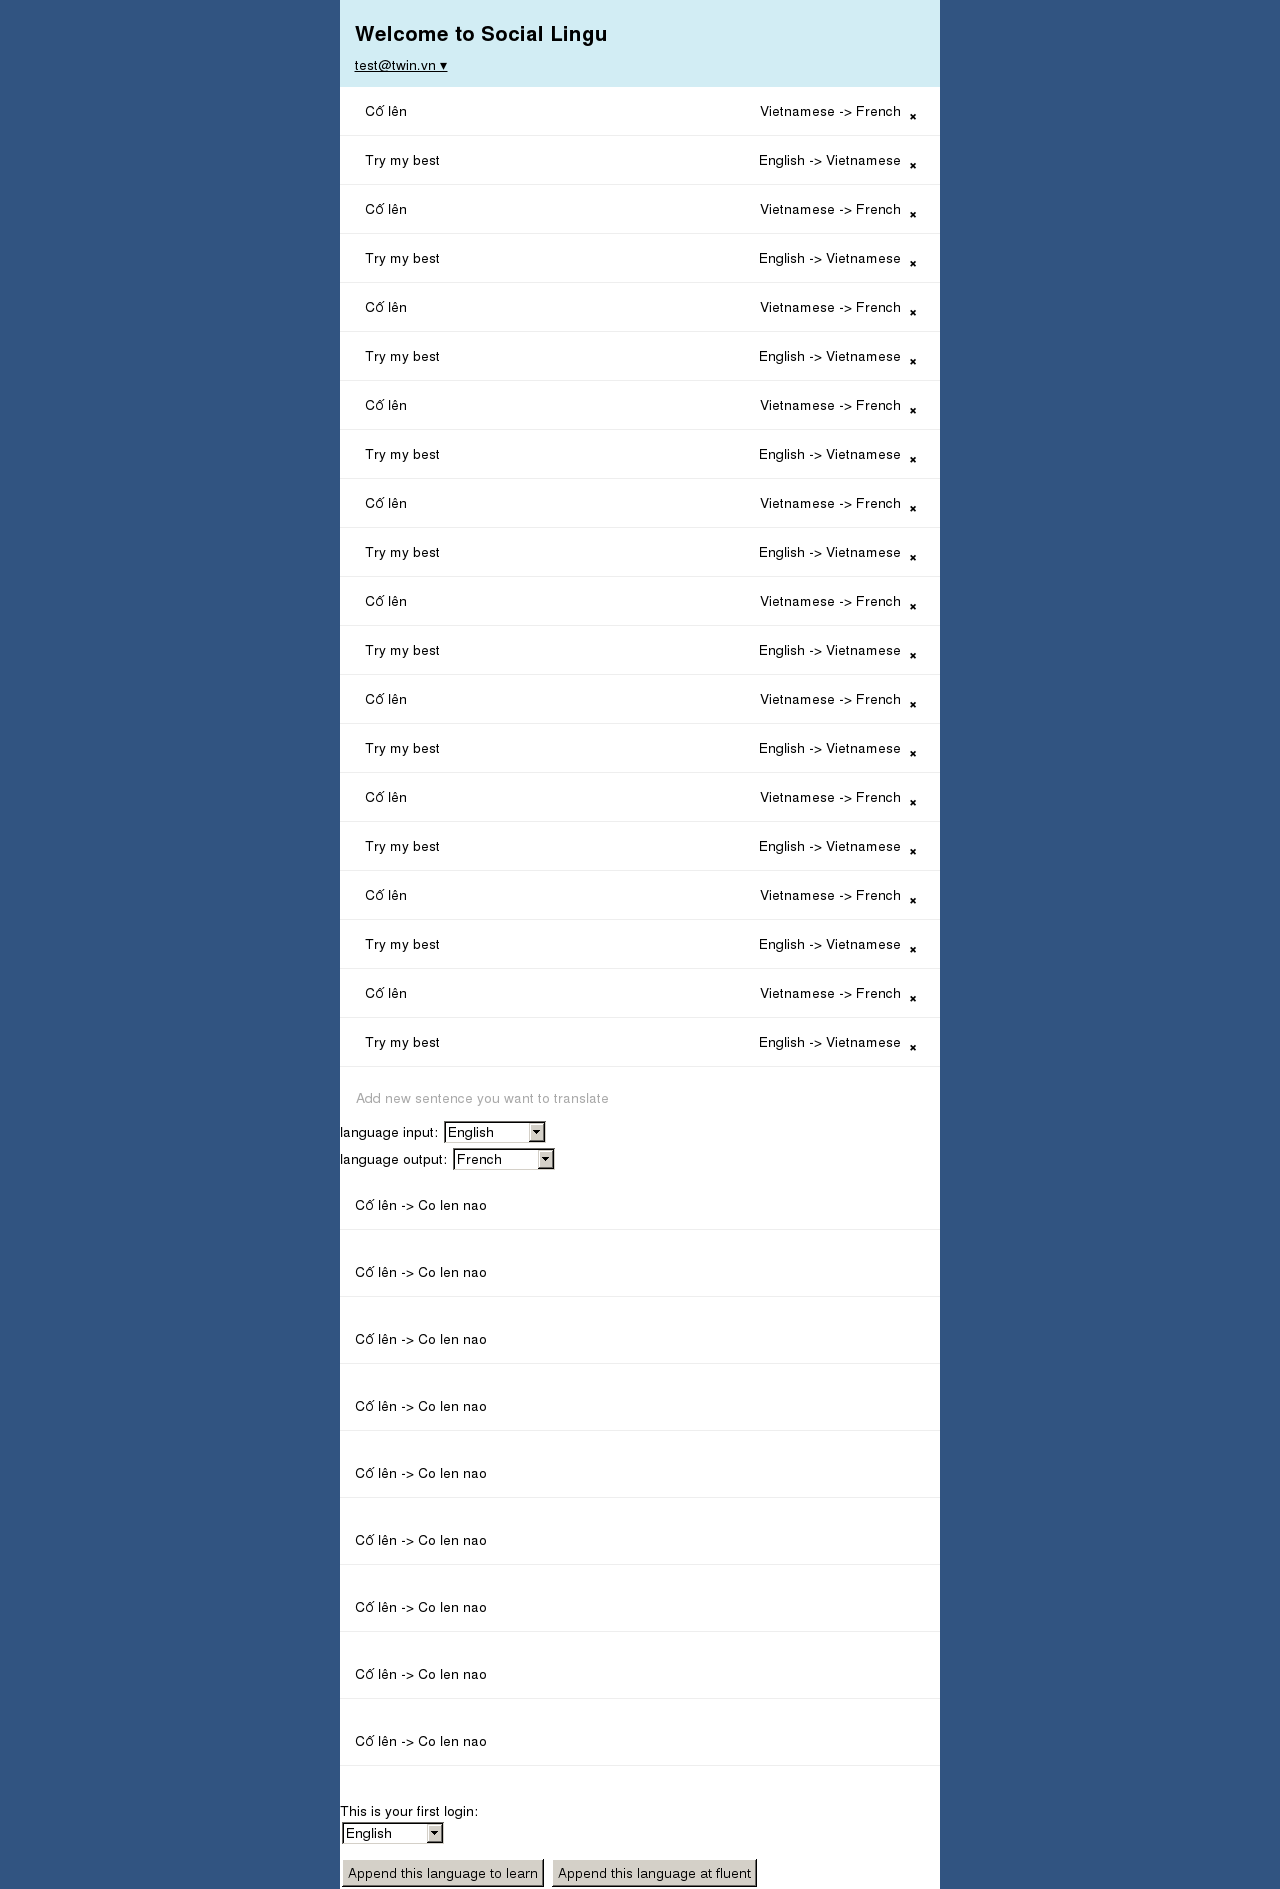 Welcome to Social Lingu
test@twin.vn ▾
Cố lên Vietnamese -> French ×
Try my best English -> Vietnamese ×
Cố lên Vietnamese -> French ×
Try my best English -> Vietnamese ×
Cố lên Vietnamese -> French ×
Try my best English -> Vietnamese ×
Cố lên Vietnamese -> French ×
Try my best English -> Vietnamese ×
Cố lên Vietnamese -> French ×
Try my best English -> Vietnamese ×
Cố lên Vietnamese -> French ×
Try my best English -> Vietnamese ×
Cố lên Vietnamese -> French ×
Try my best English -> Vietnamese ×
Cố lên Vietnamese -> French ×
Try my best English -> Vietnamese ×
Cố lên Vietnamese -> French ×
Try my best English -> Vietnamese ×
Cố lên Vietnamese -> French ×
Try my best English -> Vietnamese ×
Add new sentence you want to translate
language input: English
language output: French
Cố lên -> Co len nao
Cố lên -> Co len nao
Cố lên -> Co len nao
Cố lên -> Co len nao
Cố lên -> Co len nao
Cố lên -> Co len nao
Cố lên -> Co len nao
Cố lên -> Co len nao
Cố lên -> Co len nao
This is your first login:
English
Append this language to learn Append this language at fluent